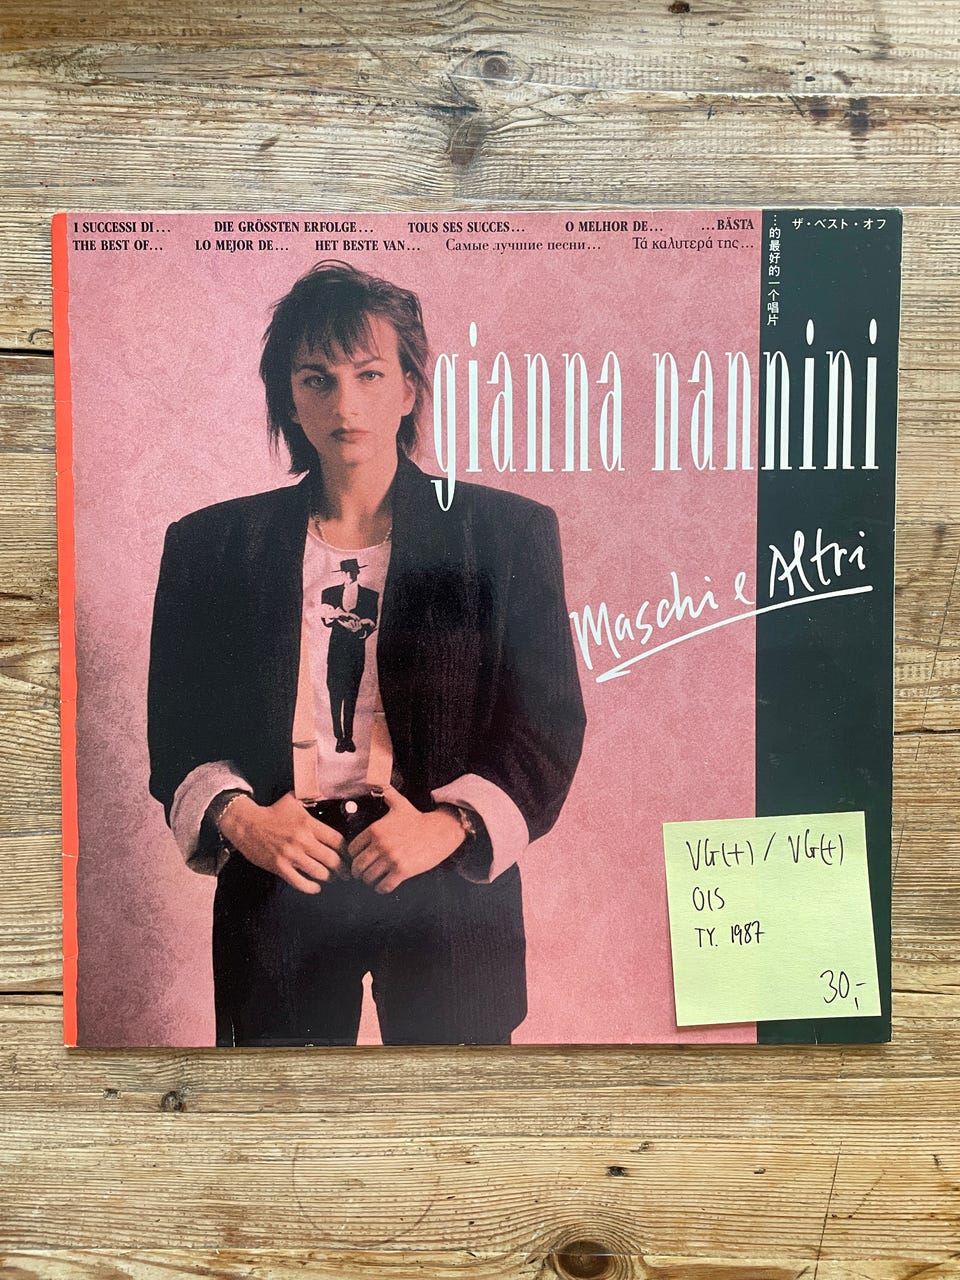 I SUCCESSI DI... DIE GRÖSSTEN ERFOLGE... TOUS SES SUCCES... O MELHOR DE... ...BÄSTA
THE BEST OF... LO MEJOR DE... HET BESTE VAN... Самые лучшие песни... Τά καλυτερά της...
...的最好的一个唱片
ザ・ベスト・オフ
gianna nannini
Maschi e Altri
VG(+) / VG(+)
OIS
TY. 1987
30,-